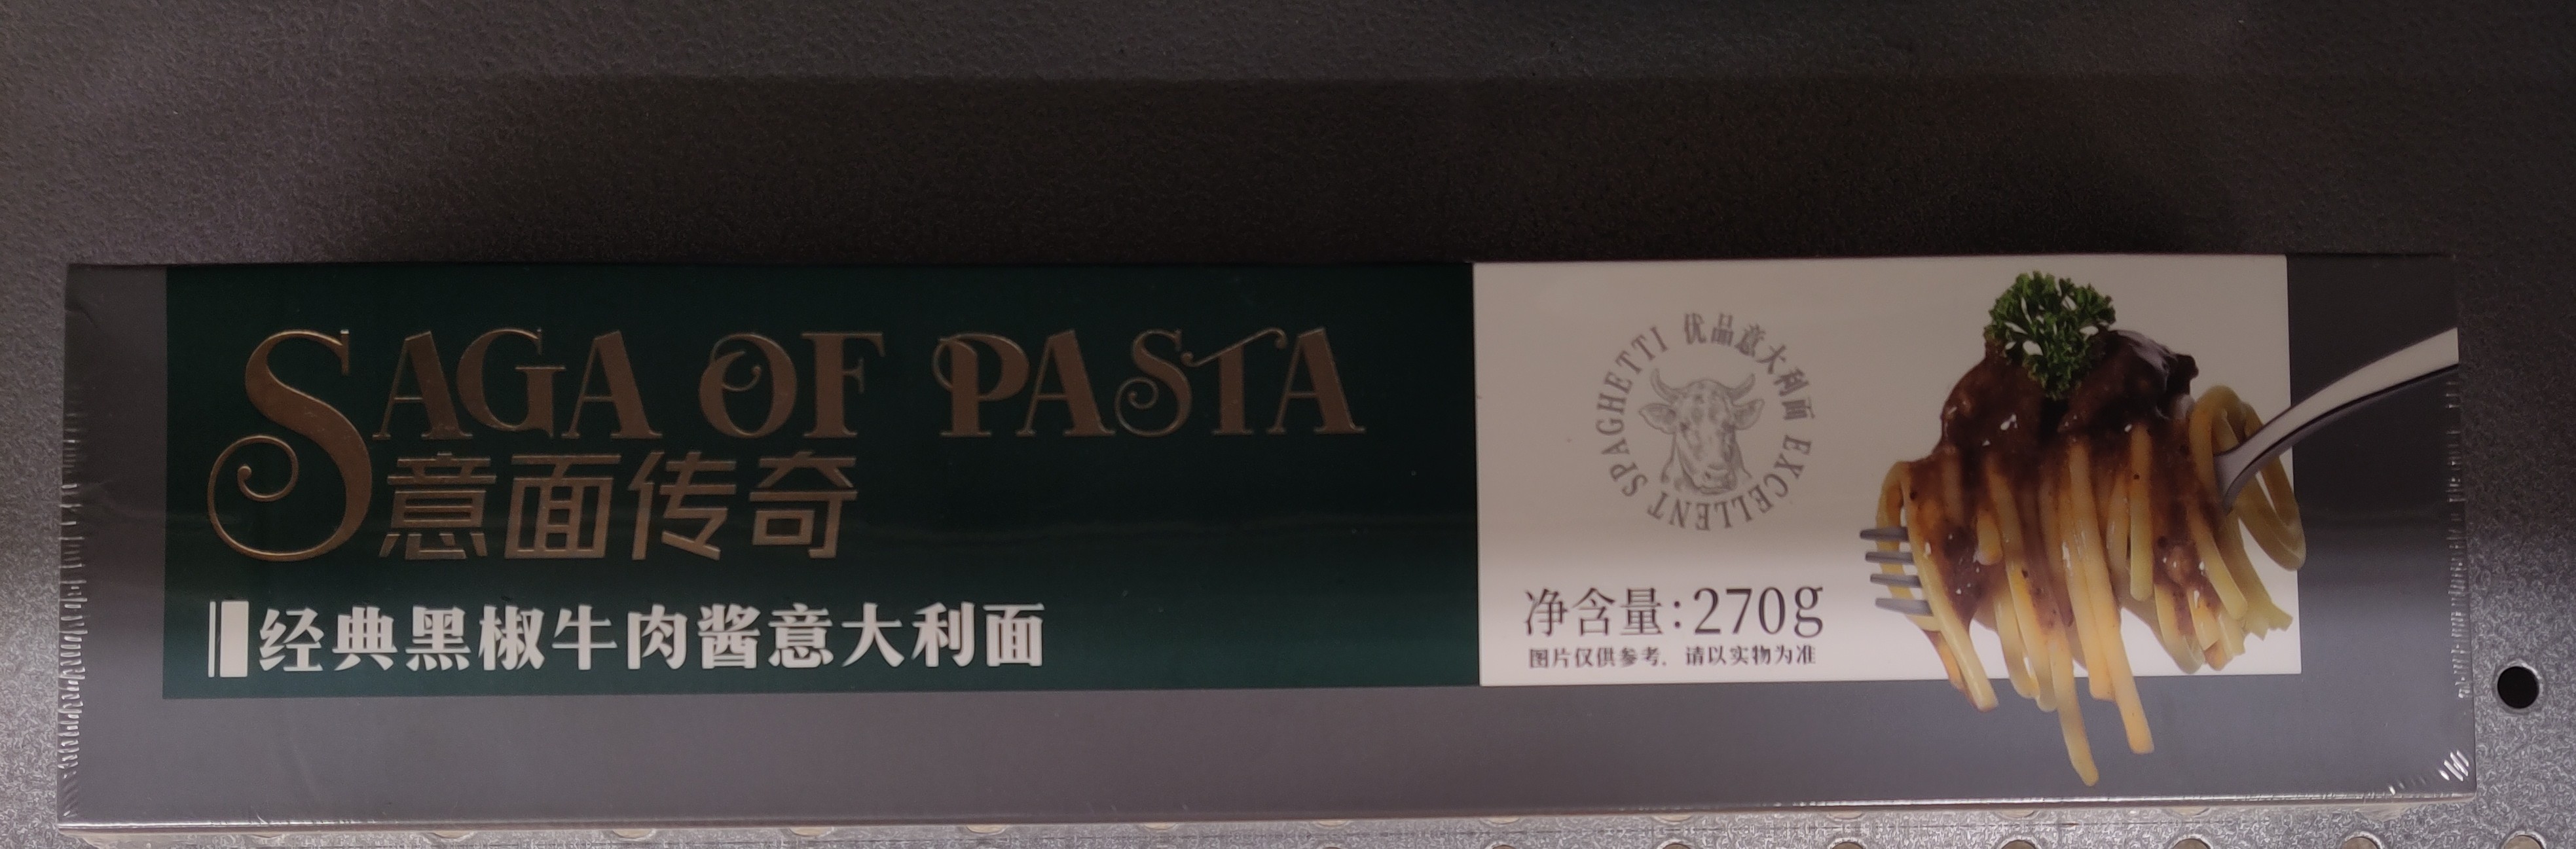 SAGA OF PASTA
意面传奇
经典黑椒牛肉酱意大利面
优品意大利面 EXCELLENT SPAGHETTI
净含量:270g
图片仅供参考,请以实物为准